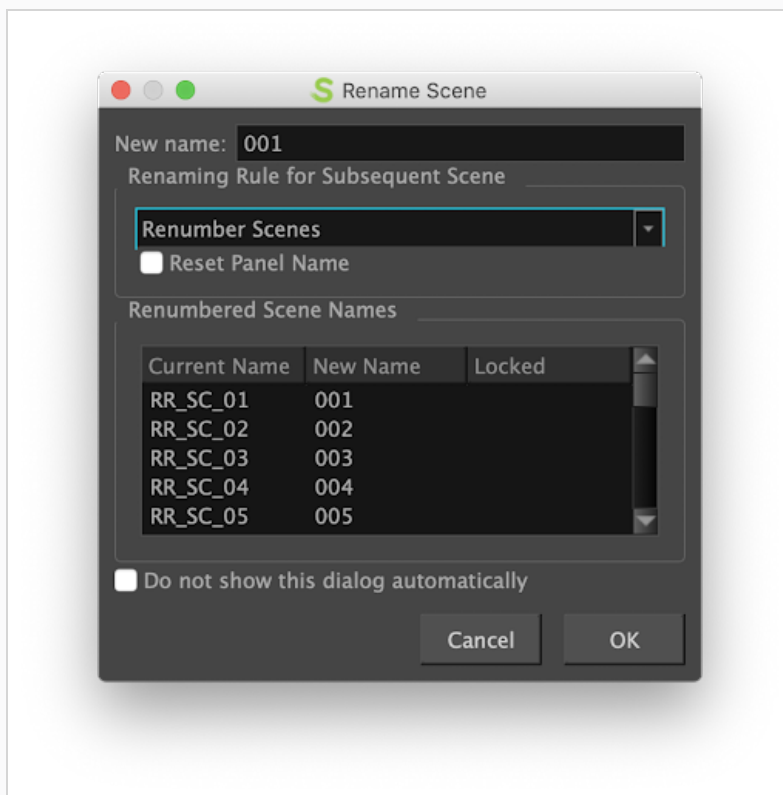 Rename Scene
New name: 001
Renaming Rule for Subsequent Scene
Renumber Scenes
Reset Panel Name
Renumbered Scene Names
Current Name New Name Locked
RR_SC_01 001
RR_SC_02 002
RR_SC_03 003
RR_SC_04 004
RR_SC_05 005
Do not show this dialog automatically
Cancel OK